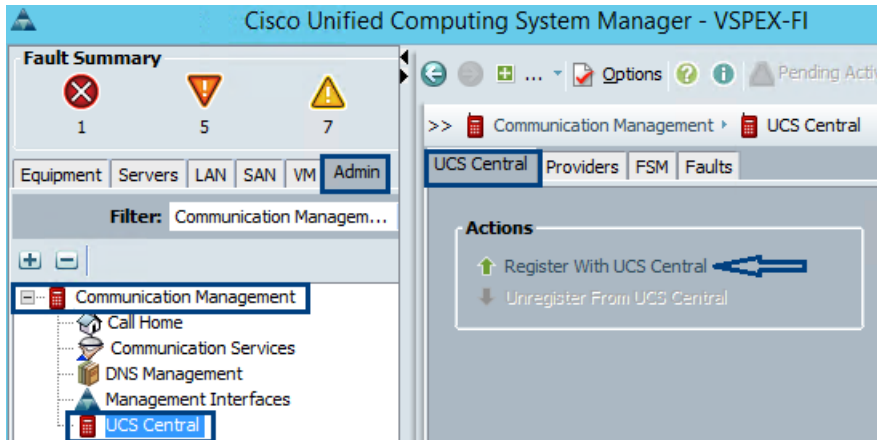 Cisco Unified Computing System Manager - VSPEX-FI
Fault Summary
1 5 7
... Options Pending
>> Communication Management UCS Central
Equipment Servers LAN SAN VM Admin
UCS Central Providers FSM Faults
Filter: Communication Managem...
Actions
Register With UCS Central
Unregister From UCS Central
Communication Management
Call Home
Communication Services
DNS Management
Management Interfaces
UCS Central